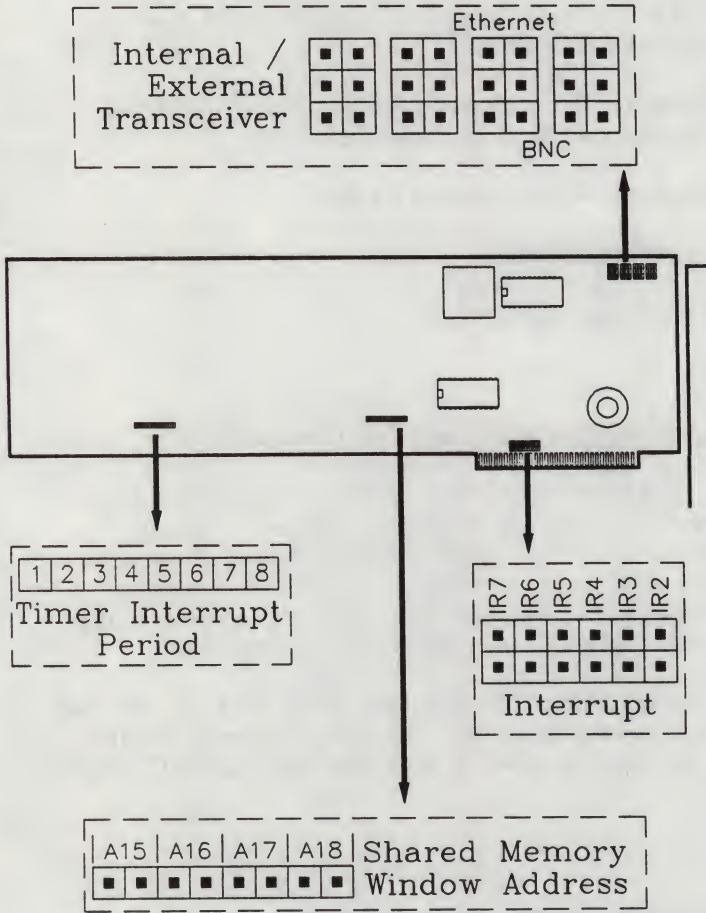 Ethernet
Internal /
External
Transceiver
BNC
1 2 3 4 5 6 7 8
Timer Interrupt
Period
IR7 IR6 IR5 IR4 IR3 IR2
Interrupt
A15 A16 A17 A18
Shared Memory
Window Address